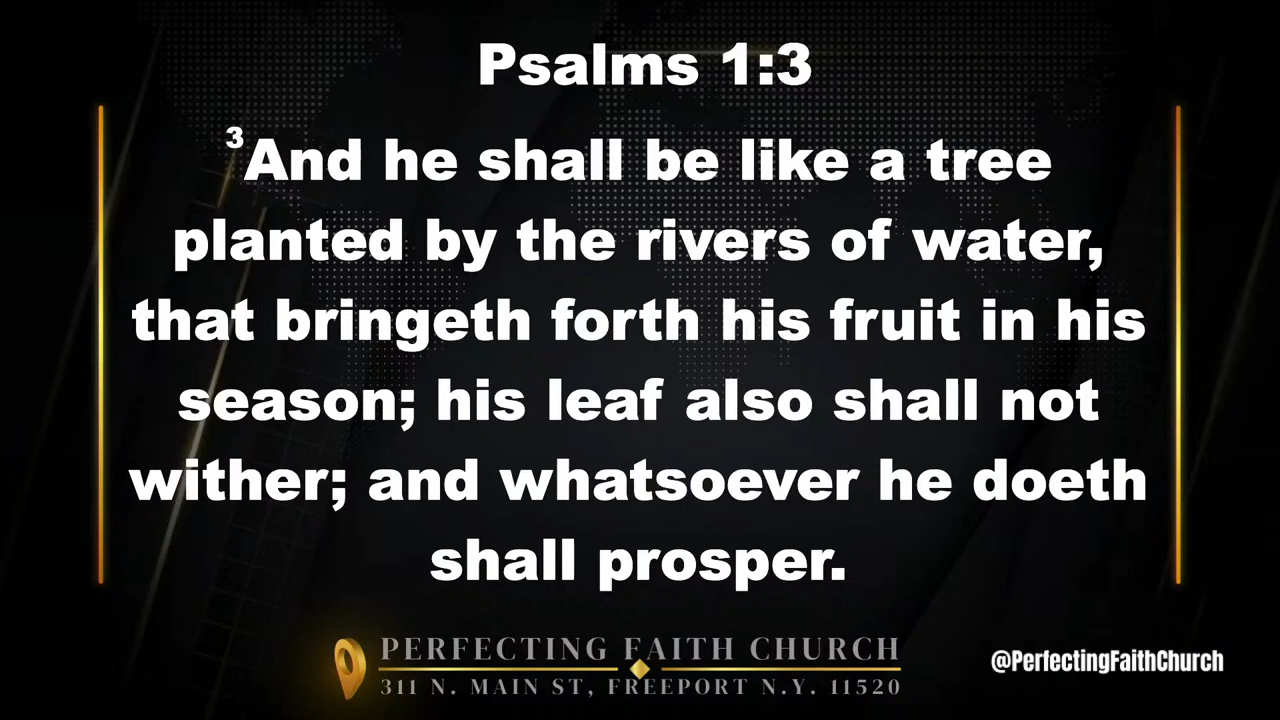 Psalms 1:3
³And he shall be like a tree
planted by the rivers of water,
that bringeth forth his fruit in his
season; his leaf also shall not
wither; and whatsoever he doeth
shall prosper.
PERFECTING FAITH CHURCH
311 N. MAIN ST, FREEPORT N.Y. 11520
@PerfectingFaithChurch